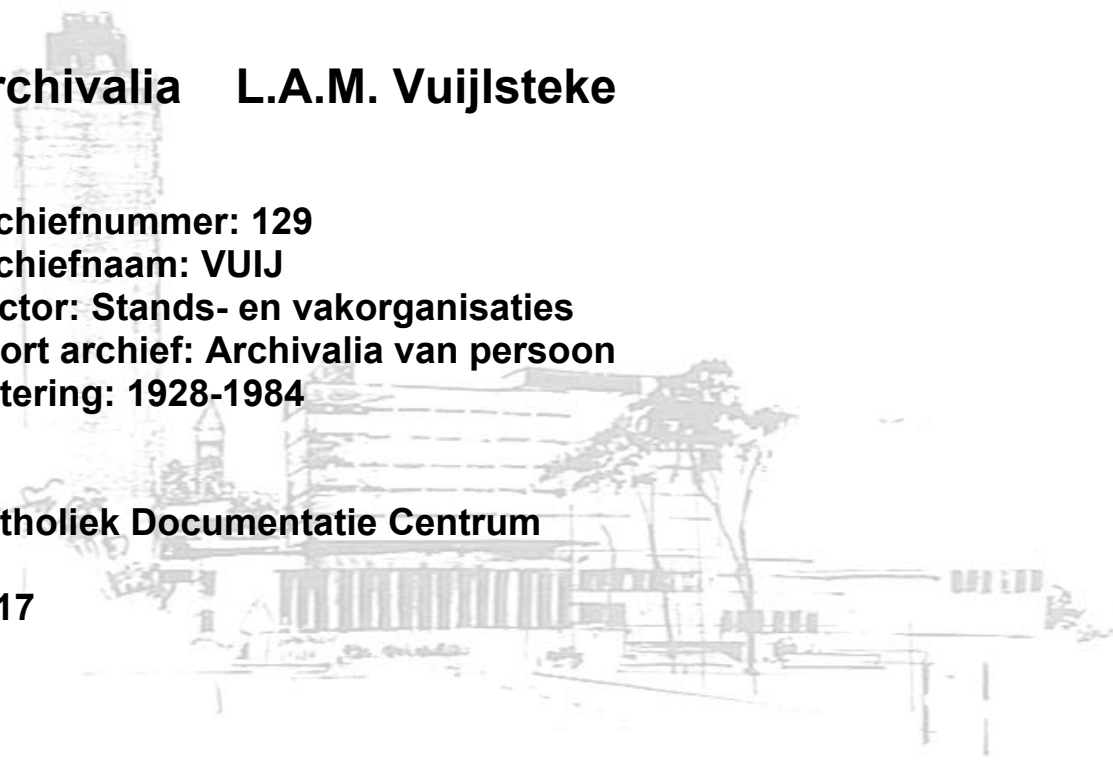 rchivalia L.A.M. Vuijlsteke
chiefnummer: 129
chiefnaam: VUIJ
ctor: Stands- en vakorganisaties
ort archief: Archivalia van persoon
tering: 1928-1984
tholiek Documentatie Centrum
17